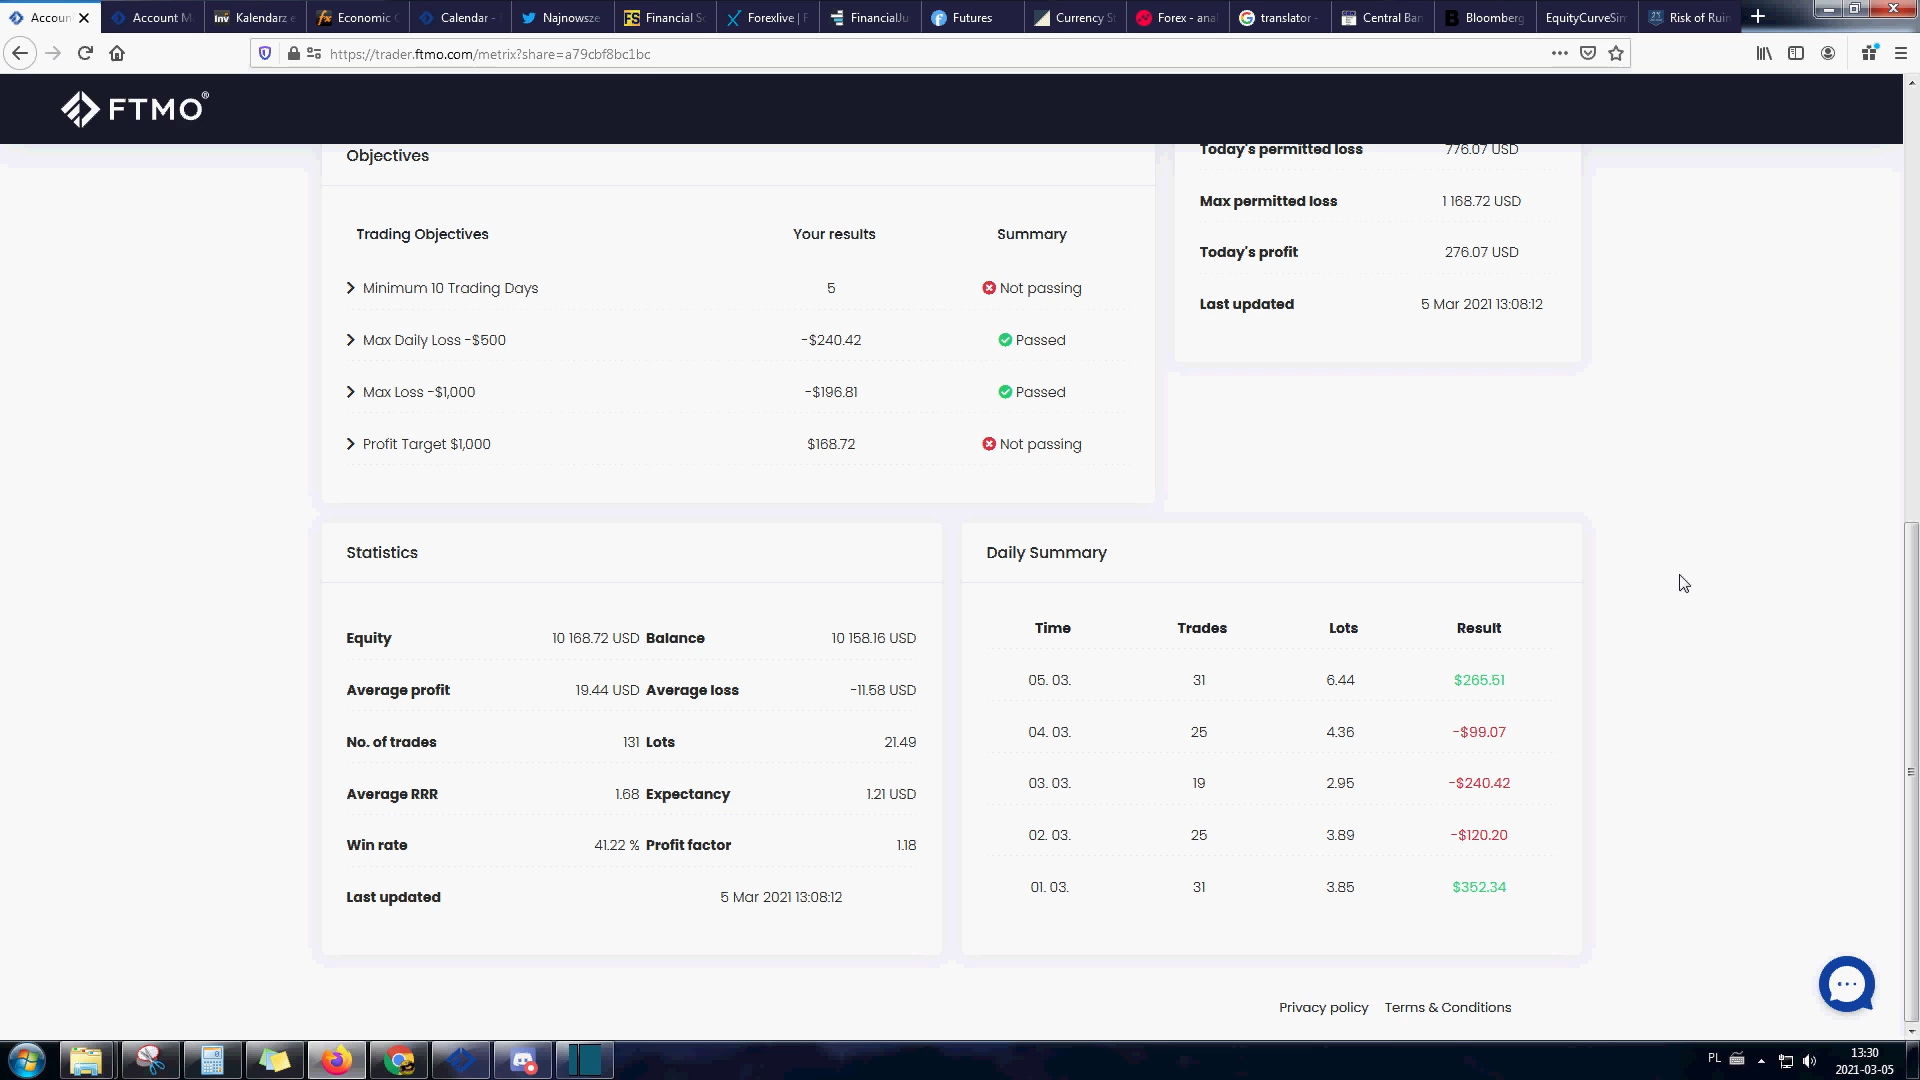 Account
Account M
Kalendarz e
Economic C
Calendar -
Najnowsze
Financial S
Forexlive | F
FinancialJu
Futures
Currency St
Forex - ana
translator -
Central Ban
Bloomberg
EquityCurveSim
Risk of Ruin
https://trader.ftmo.com/metrix?share=a79cbf8bc1bc
FTMO®
Objectives
Trading Objectives Your results Summary
Minimum 10 Trading Days 5 Not passing
Max Daily Loss -$500 -$240.42 Passed
Max Loss -$1,000 -$196.81 Passed
Profit Target $1,000 $168.72 Not passing
Today's permitted loss 776.07 USD
Max permitted loss 1 168.72 USD
Today's profit 276.07 USD
Last updated 5 Mar 2021 13:08:12
Statistics
Equity 10 168.72 USD Balance 10 158.16 USD
Average profit 19.44 USD Average loss -11.58 USD
No. of trades 131 Lots 21.49
Average RRR 1.68 Expectancy 1.21 USD
Win rate 41.22 % Profit factor 1.18
Last updated 5 Mar 2021 13:08:12
Daily Summary
Time Trades Lots Result
05. 03. 31 6.44 $265.51
04. 03. 25 4.36 -$99.07
03. 03. 19 2.95 -$240.42
02. 03. 25 3.89 -$120.20
01. 03. 31 3.85 $352.34
Privacy policy Terms & Conditions
PL
13:30
2021-03-05